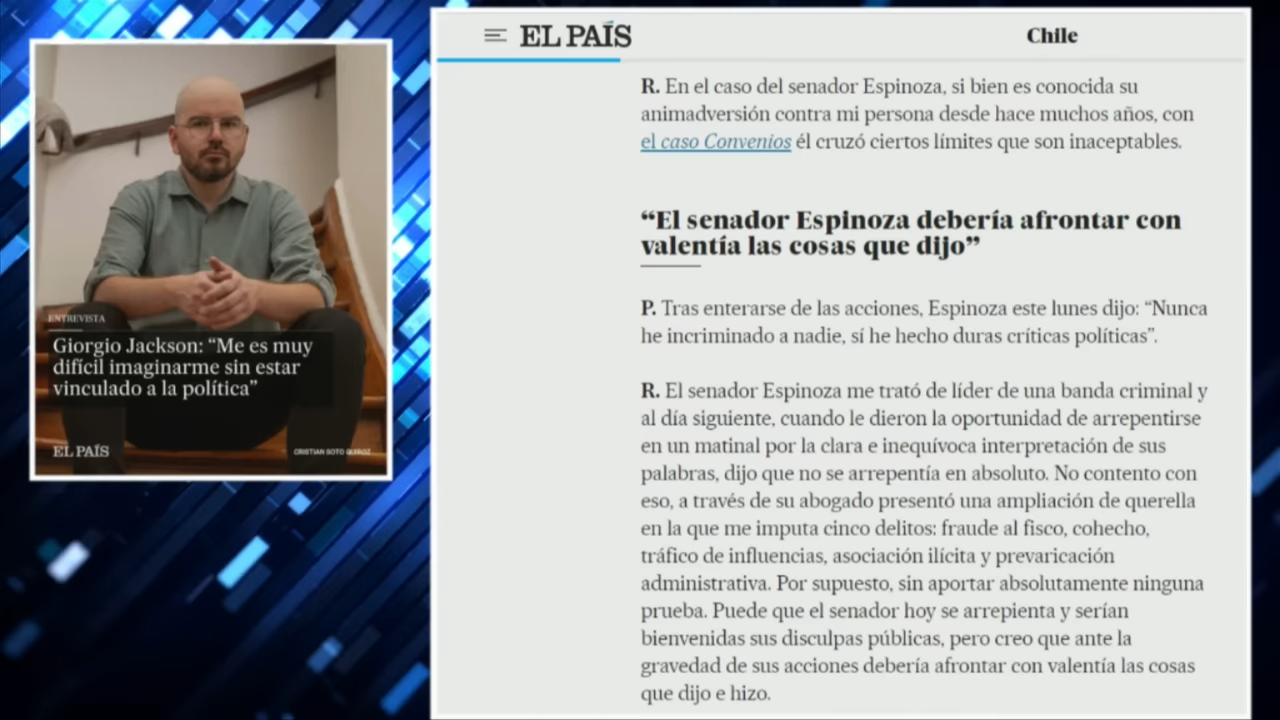 ENTREVISTA
Giorgio Jackson: “Me es muy
difícil imaginarme sin estar
vinculado a la política”
EL PAÍS
CRISTIAN SOTO QUIROZ
EL PAÍS
Chile
R. En el caso del senador Espinoza, si bien es conocida su
animadversión contra mi persona desde hace muchos años, con
el caso Convenios él cruzó ciertos límites que son inaceptables.
“El senador Espinoza debería afrontar con
valentía las cosas que dijo”
P. Tras enterarse de las acciones, Espinoza este lunes dijo: “Nunca
he incriminado a nadie, sí he hecho duras críticas políticas”.
R. El senador Espinoza me trató de líder de una banda criminal y
al día siguiente, cuando le dieron la oportunidad de arrepentirse
en un matinal por la clara e inequívoca interpretación de sus
palabras, dijo que no se arrepentía en absoluto. No contento con
eso, a través de su abogado presentó una ampliación de querella
en la que me imputa cinco delitos: fraude al fisco, cohecho,
tráfico de influencias, asociación ilícita y prevaricación
administrativa. Por supuesto, sin aportar absolutamente ninguna
prueba. Puede que el senador hoy se arrepienta y serían
bienvenidas sus disculpas públicas, pero creo que ante la
gravedad de sus acciones debería afrontar con valentía las cosas
que dijo e hizo.